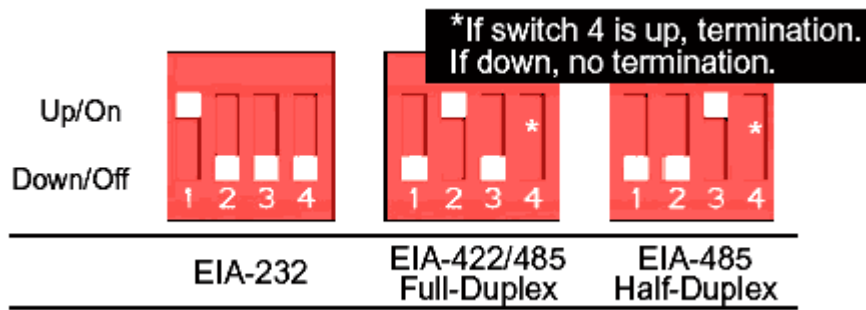 *If switch 4 is up, termination.
If down, no termination.
Up/On
Down/Off
1 2 3 4
* 
1 2 3 4
*
1 2 3 4
EIA-232
EIA-422/485
Full-Duplex
EIA-485
Half-Duplex